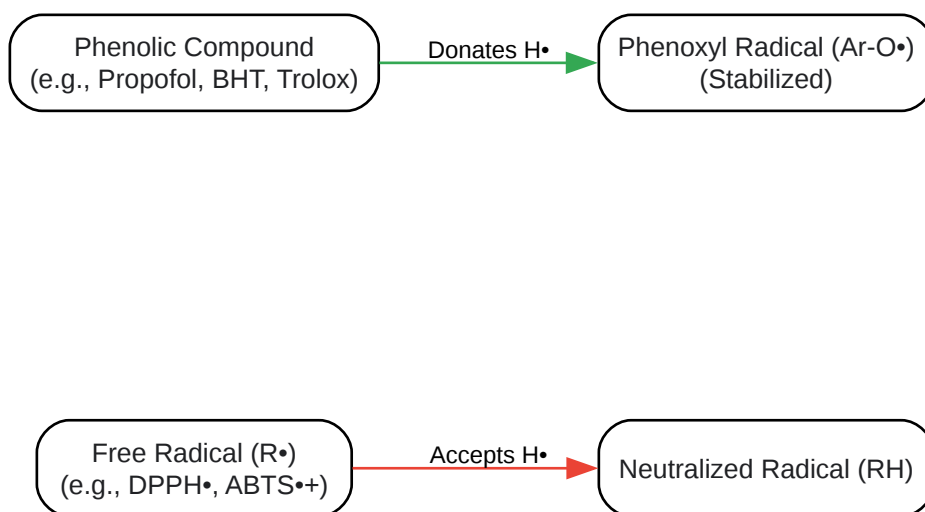 Phenolic Compound
(e.g., Propofol, BHT, Trolox)
Donates H•
Phenoxyl Radical (Ar-O•)
(Stabilized)
Free Radical (R•)
(e.g., DPPH•, ABTS•+)
Accepts H•
Neutralized Radical (RH)